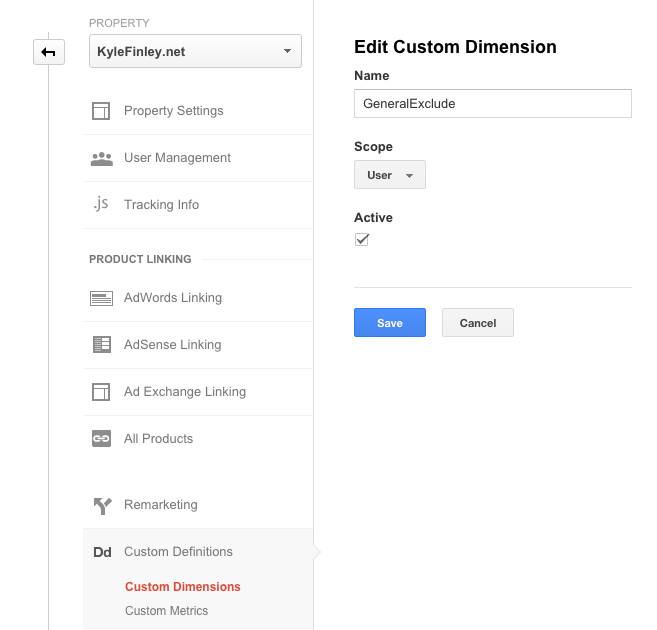 PROPERTY
KyleFinley.net
Property Settings
User Management
.js Tracking Info
PRODUCT LINKING
AdWords Linking
AdSense Linking
Ad Exchange Linking
All Products
Remarketing
Dd Custom Definitions
Custom Dimensions
Custom Metrics
Edit Custom Dimension
Name
GeneralExclude
Scope
User
Active
Save Cancel